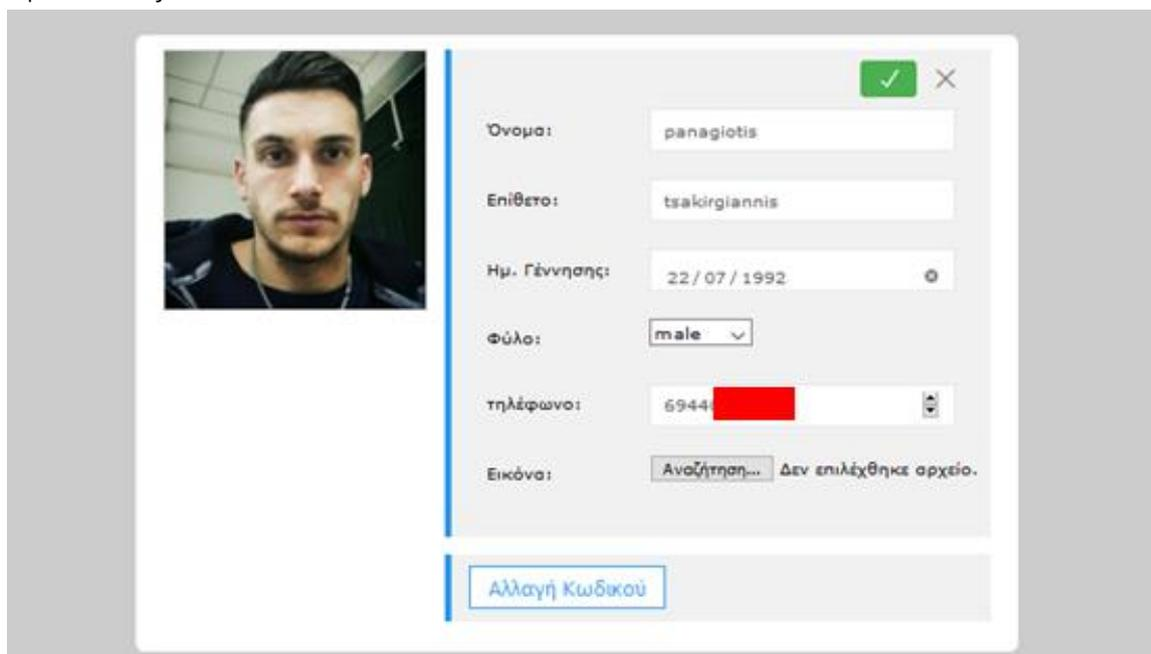 Όνομα: panagiotis
Επίθετο: tsakirgiannis
Ημ. Γέννησης: 22/07/1992
Φύλο: male
τηλέφωνο: 6944
Εικόνα: Αναζήτηση... Δεν επιλέχθηκε αρχείο.
Αλλαγή Κωδικού